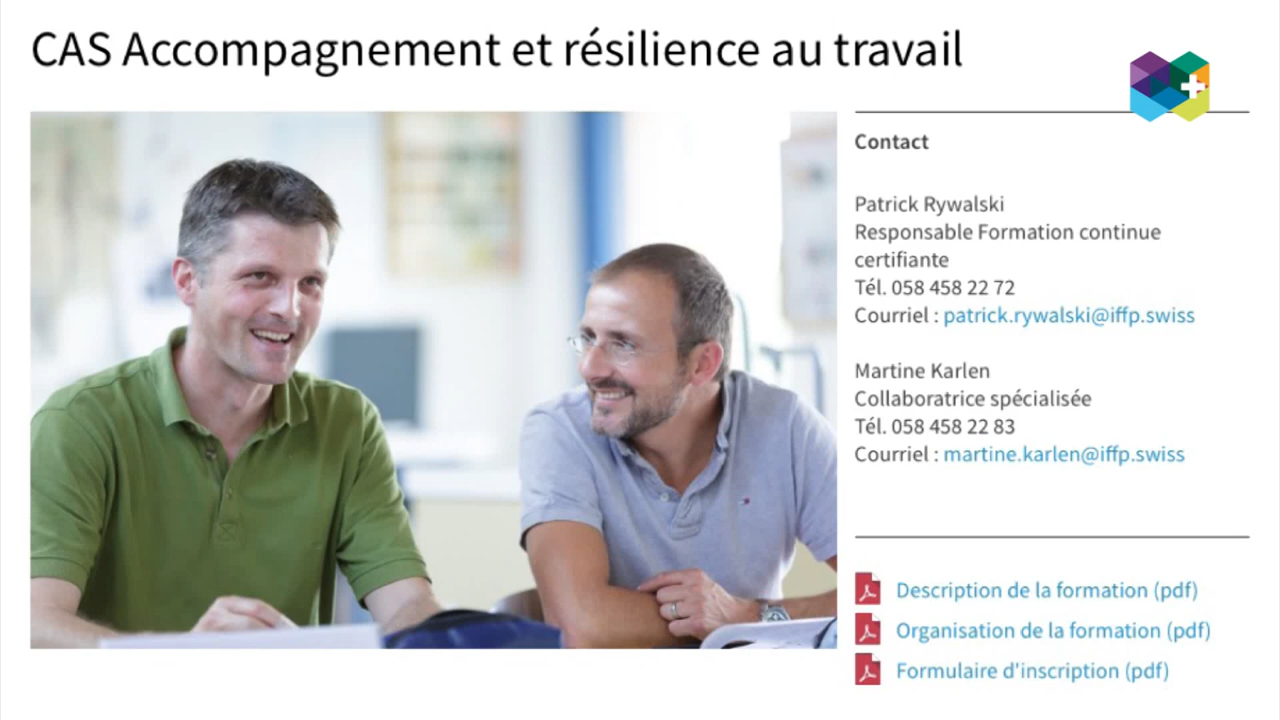 CAS Accompagnement et résilience au travail
Contact
Patrick Rywalski
Responsable Formation continue
certifiante
Tél. 058 458 22 72
Courriel : patrick.rywalski@iffp.swiss
Martine Karlen
Collaboratrice spécialisée
Tél. 058 458 22 83
Courriel : martine.karlen@iffp.swiss
Description de la formation (pdf)
Organisation de la formation (pdf)
Formulaire d'inscription (pdf)